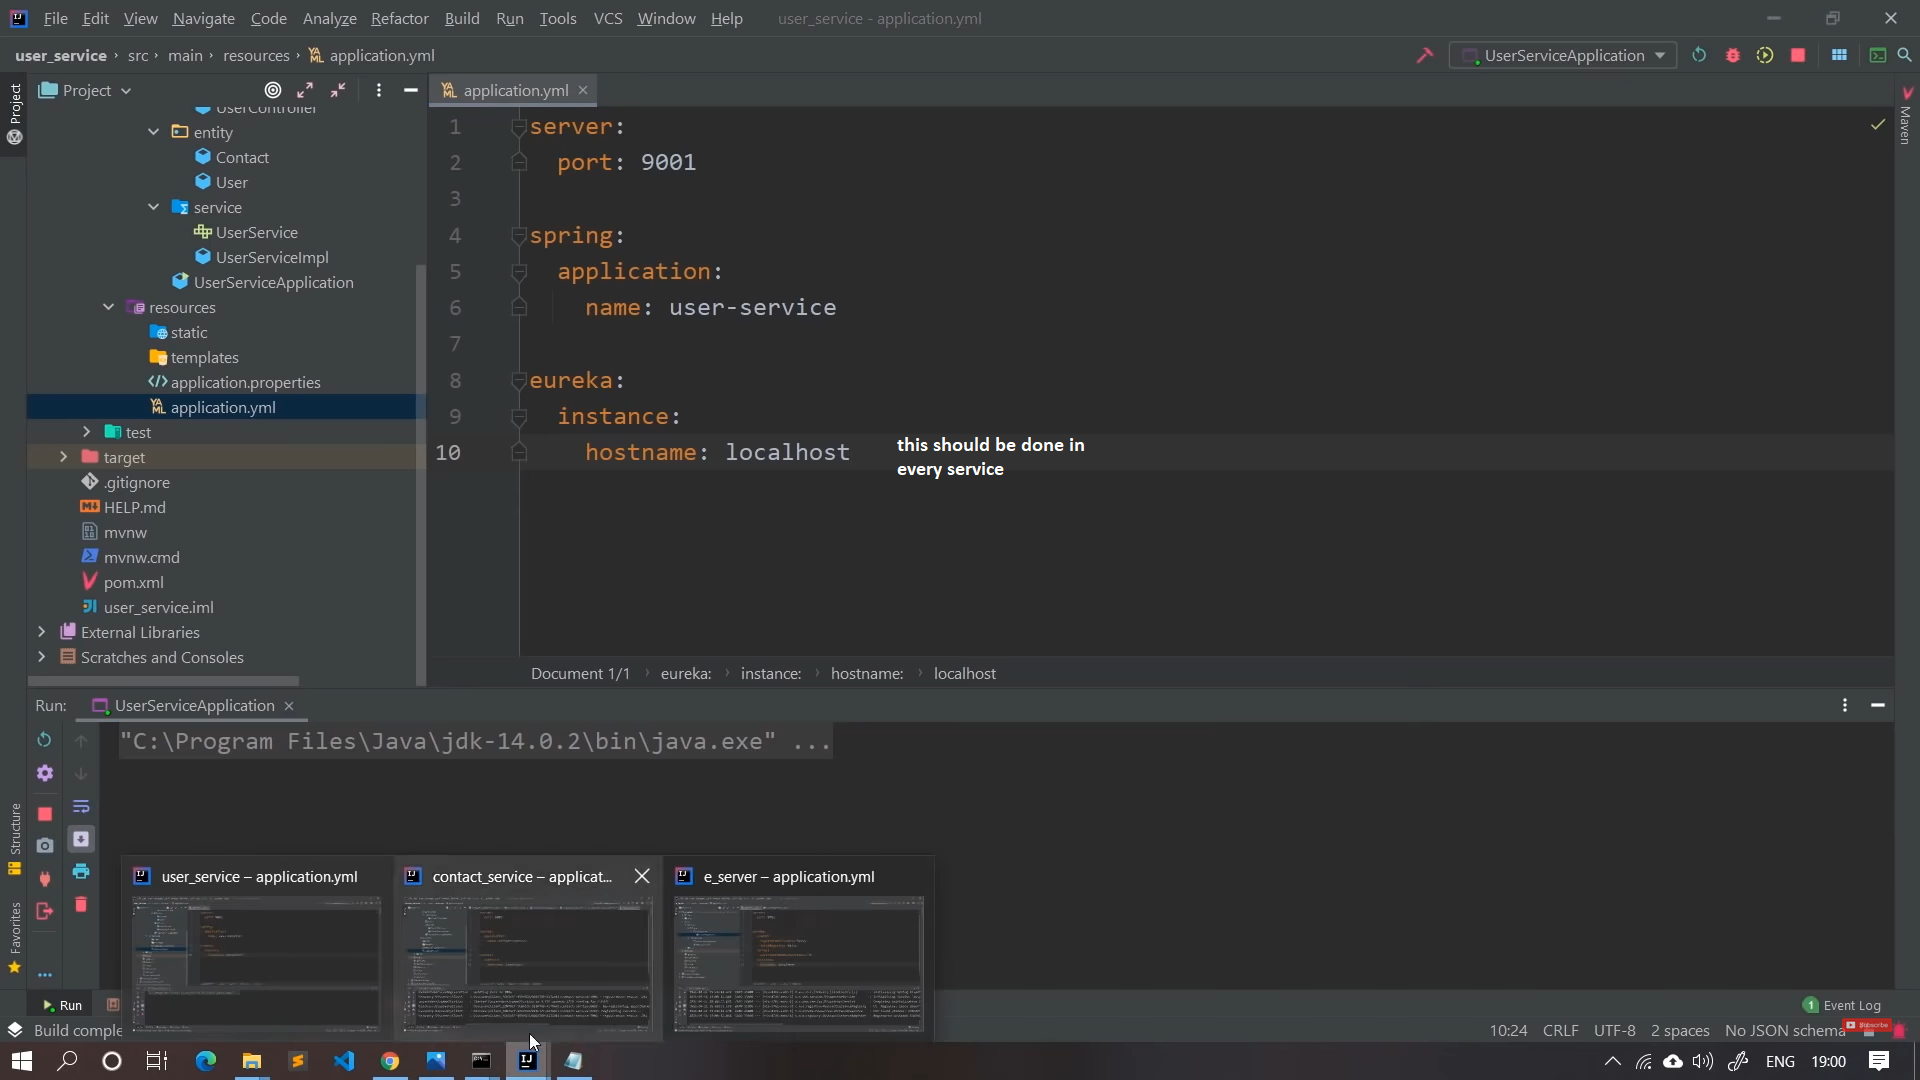 File Edit View Navigate Code Analyze Refactor Build Run Tools VCS Window Help user_service - application.yml
user_service src main resources application.yml
UserServiceApplication
Project
application.yml
Project
Maven
UserController
entity
Contact
User
service
UserService
UserServiceImpl
UserServiceApplication
resources
static
templates
application.properties
application.yml
test
target
.gitignore
HELP.md
mvnw
mvnw.cmd
pom.xml
user_service.iml
External Libraries
Scratches and Consoles
1 server:
2 port: 9001
3
4 spring:
5 application:
6 name: user-service
7
8 eureka:
9 instance:
10 hostname: localhost
this should be done in
every service
Document 1/1 eureka: instance: hostname: localhost
Run: UserServiceApplication
"C:\Program Files\Java\jdk-14.0.2\bin\java.exe" ...
Structure
Favorites
user_service – application.yml
contact_service – applicat...
e_server – application.yml
Run
1 Event Log
Build comple
10:24 CRLF UTF-8 2 spaces No JSON schema
Subscribe
ENG 19:00